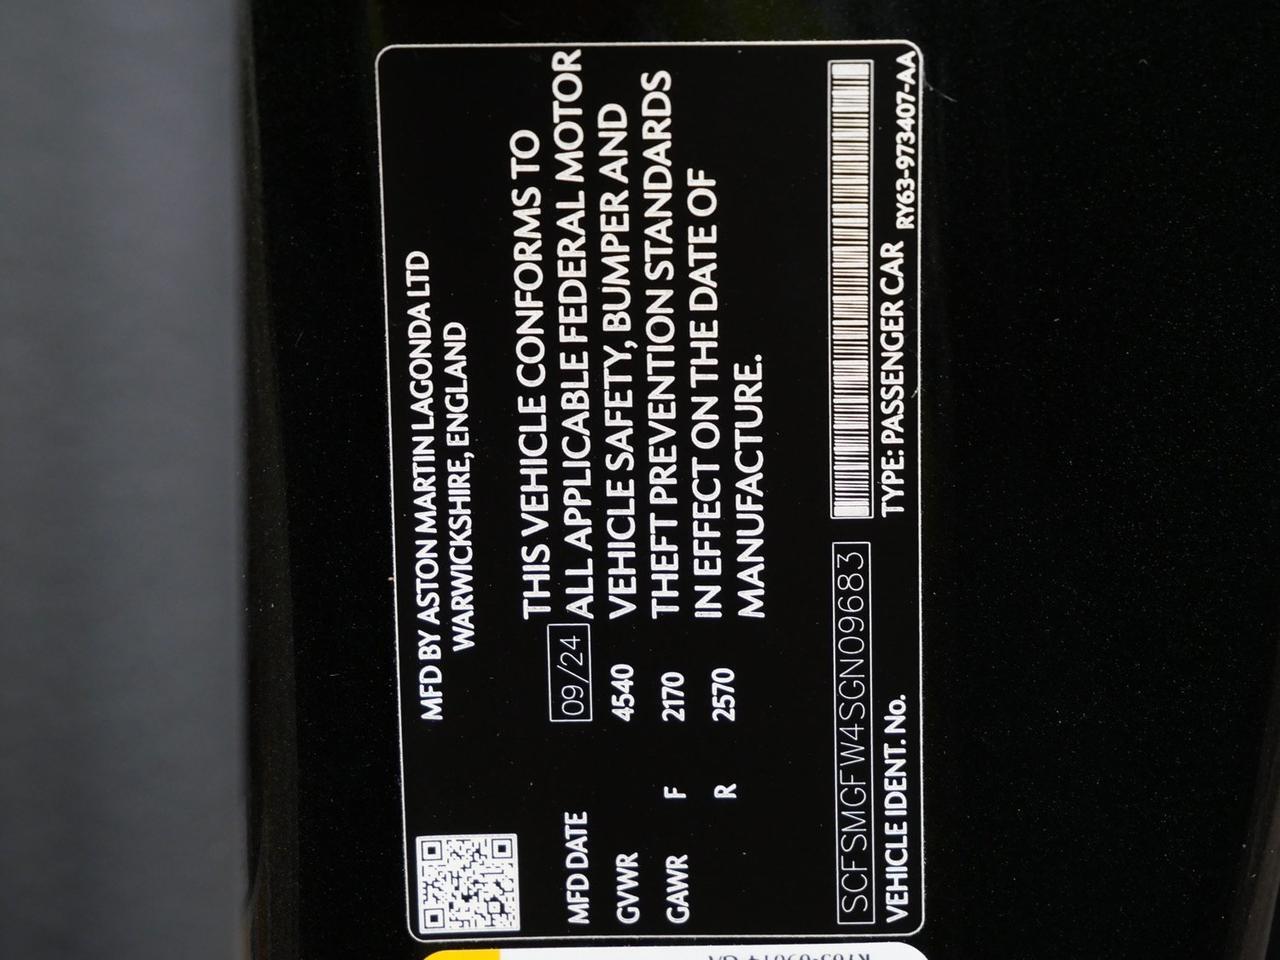 MFD BY ASTON MARTIN LAGONDA LTD
WARWICKSHIRE, ENGLAND
MFD DATE 09/24
GVWR 4540
GAWR F 2170
R 2570
THIS VEHICLE CONFORMS TO
ALL APPLICABLE FEDERAL MOTOR
VEHICLE SAFETY, BUMPER AND
THEFT PREVENTION STANDARDS
IN EFFECT ON THE DATE OF
MANUFACTURE.
SCFSMGFW4SGN09683
VEHICLE IDENT. No.
TYPE: PASSENGER CAR
RY63-973407-AA